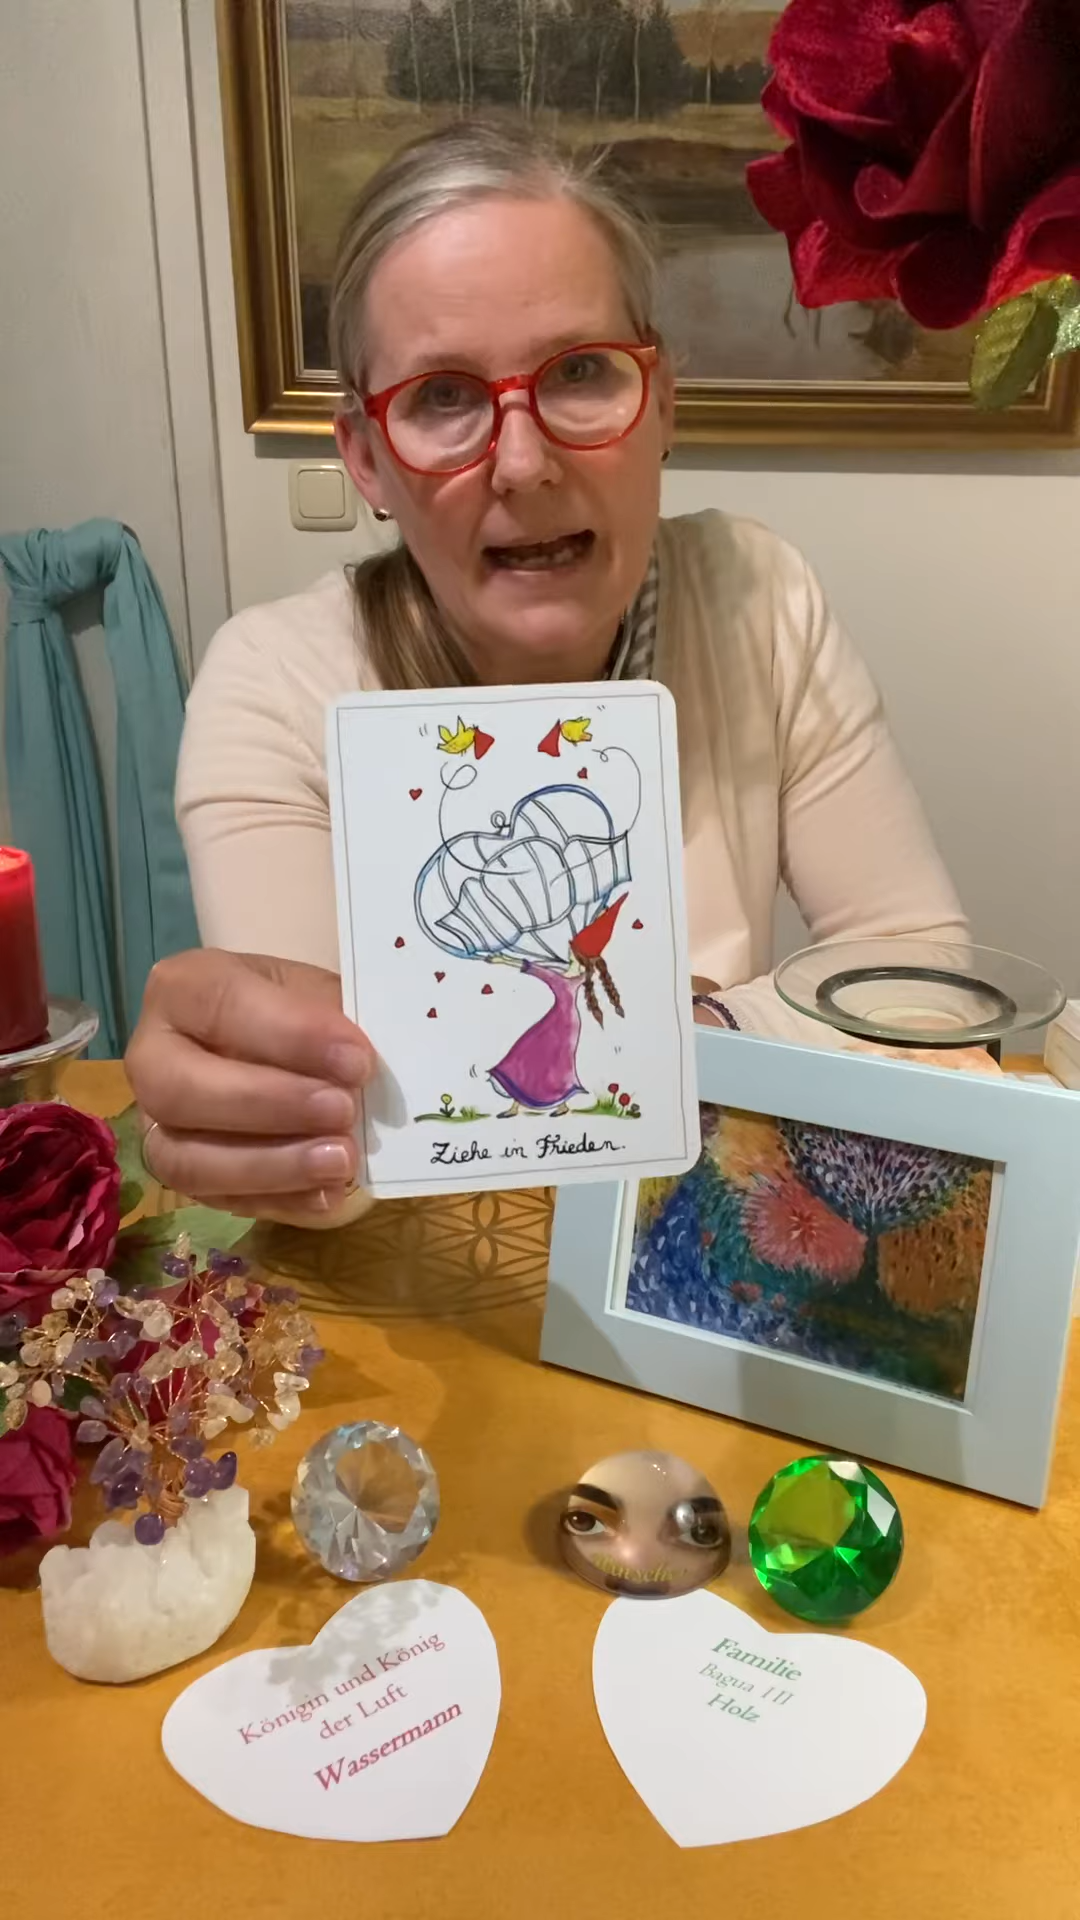 Ziehe in Frieden.
Königin und König
der Luft
Wassermann
Familie
Bagua III
Holz